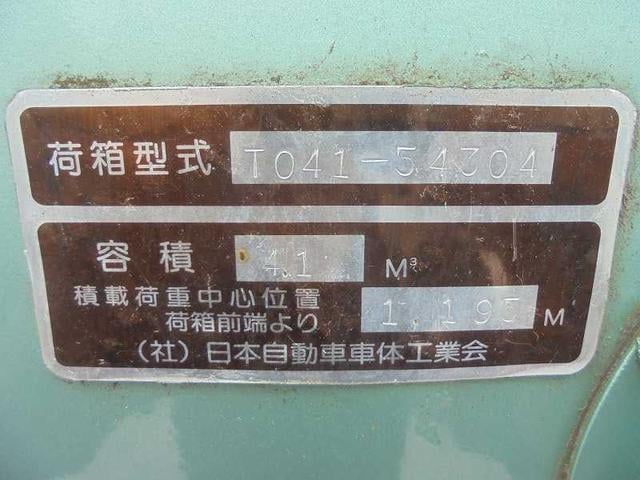 荷箱型式 T041-54304
容積 4.1 M³
積載荷重中心位置
荷箱前端より 1.195 M
（社）日本自動車車体工業会